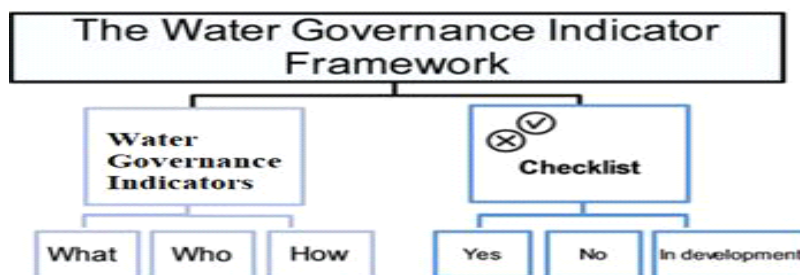 The Water Governance Indicator
Framework
Water
Governance
Indicators
Checklist
What
Who
How
Yes
No
In development